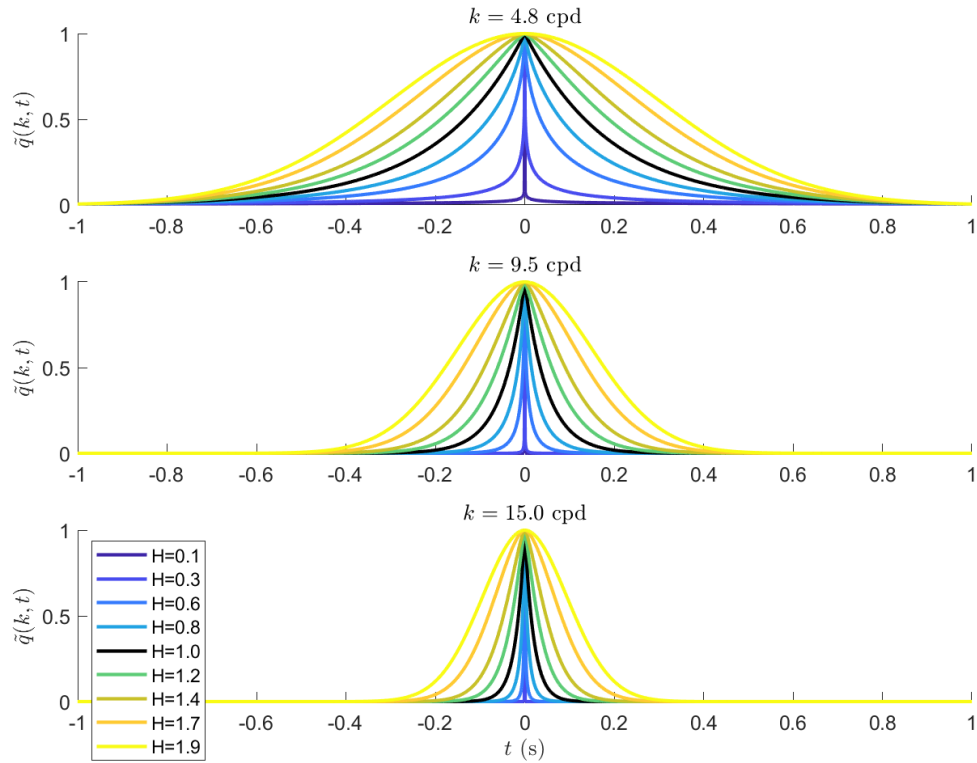 k = 4.8 cpd
1
0.5
0
q̃(k, t)
-1 -0.8 -0.6 -0.4 -0.2 0 0.2 0.4 0.6 0.8 1
k = 9.5 cpd
1
0.5
0
q̃(k, t)
-1 -0.8 -0.6 -0.4 -0.2 0 0.2 0.4 0.6 0.8 1
k = 15.0 cpd
1
0.5
0
q̃(k, t)
H=0.1
H=0.3
H=0.6
H=0.8
H=1.0
H=1.2
H=1.4
H=1.7
H=1.9
-1 -0.8 -0.6 -0.4 -0.2 0 0.2 0.4 0.6 0.8 1
t (s)